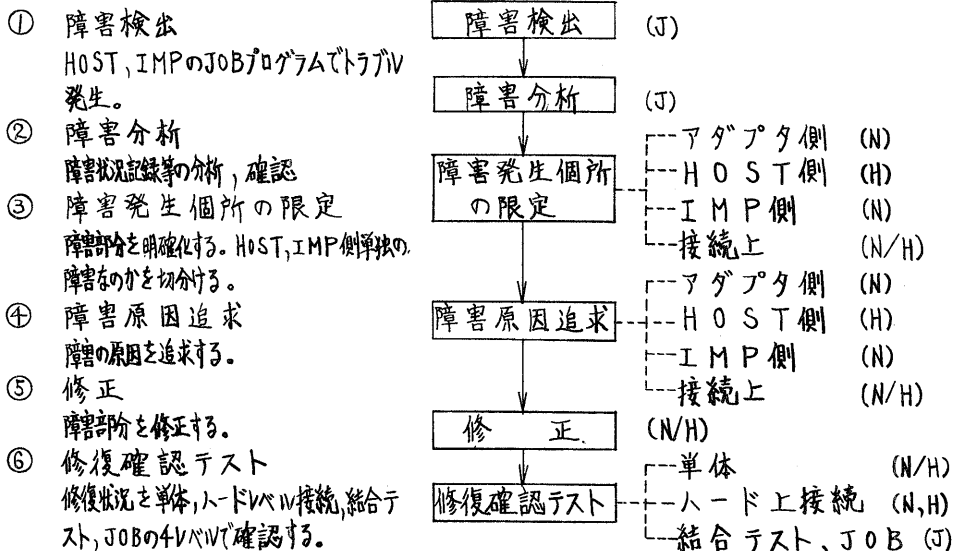 ① 障害検出
HOST,IMPのJOBプログラムでトラブル
発生。
② 障害分析
障害状況記録等の分析,確認
③ 障害発生個所の限定
障害部分を明確化する。HOST,IMP側単独の
障害なのかを切分ける。
④ 障害原因追求
障害の原因を追求する。
⑤ 修正
障害部分を修正する。
⑥ 修復確認テスト
修復状況を単体,ハードレベル接続,結合テ
スト,JOBの4レベルで確認する。
障害検出 (J)
障害分析 (J)
障害発生個所
の限定
アダプタ側 (N)
HOST側 (H)
IMP側 (N)
接続上 (N/H)
障害原因追求
アダプタ側 (N)
HOST側 (H)
IMP側 (N)
接続上 (N/H)
修正. (N/H)
修復確認テスト
単体 (N/H)
ハード上接続 (N,H)
結合テスト、JOB (J)